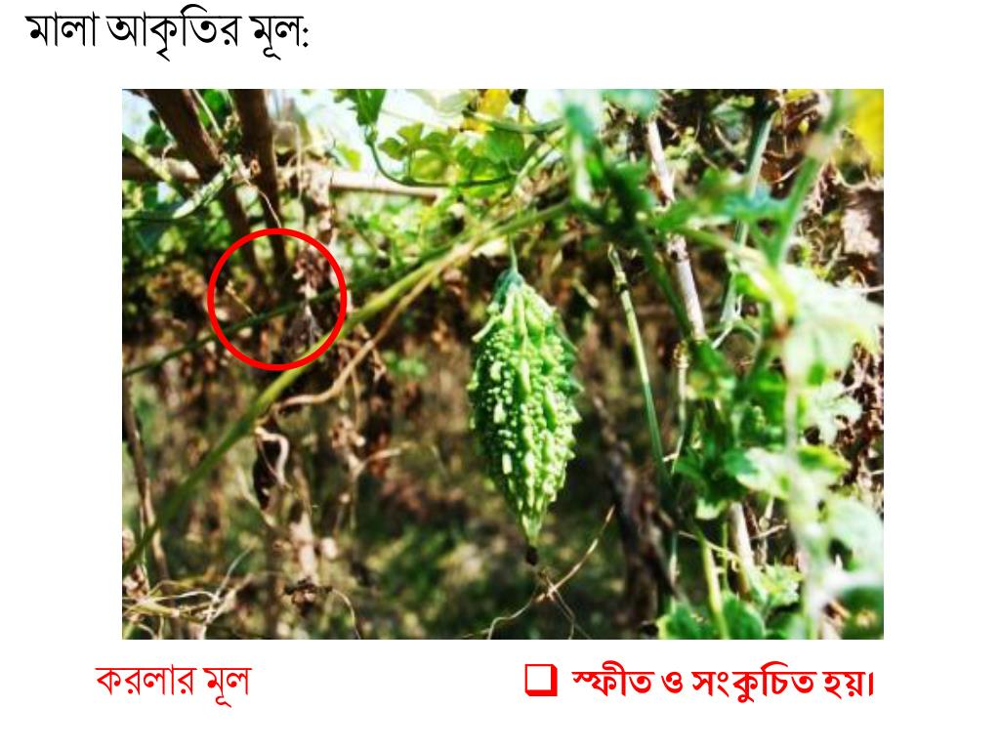 মালা আকৃতির মূল:
করলার মূল
❑ স্ফীত ও সংকুচিত হয়।